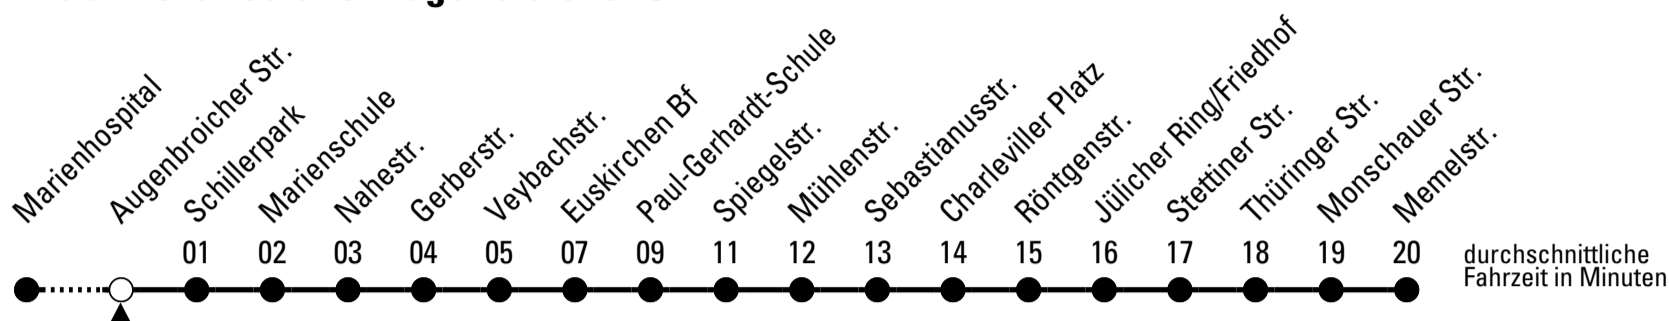 Marienhospital
Augenbroicher Str.
Schillerpark
Marienschule
Nahestr.
Gerberstr.
Veybachstr.
Euskirchen Bf
Paul-Gerhardt-Schule
Spiegelstr.
Mühlenstr.
Sebastianusstr.
Charleviller Platz
Röntgenstr.
Jülicher Ring/Friedhof
Stettiner Str.
Thüringer Str.
Monschauer Str.
Memelstr.
01 02 03 04 05 07 09 11 12 13 14 15 16 17 18 19 20
durchschnittliche
Fahrzeit in Minuten